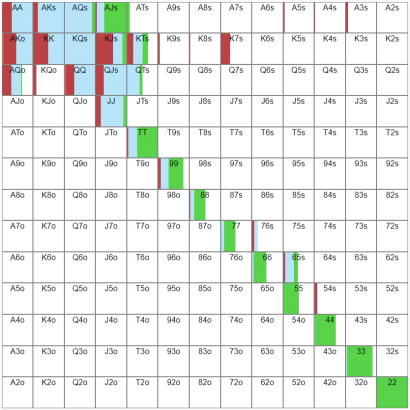 AA AKs AQs AJs ATs A9s A8s A7s A6s A5s A4s A3s A2s
AKo KK KQs KJs KTs K9s K8s K7s K6s K5s K4s K3s K2s
AQo KQo QQ QJs QTs Q9s Q8s Q7s Q6s Q5s Q4s Q3s Q2s
AJo KJo QJo JJ JTs J9s J8s J7s J6s J5s J4s J3s J2s
ATo KTo QTo JTo TT T9s T8s T7s T6s T5s T4s T3s T2s
A9o K9o Q9o J9o T9o 99 98s 97s 96s 95s 94s 93s 92s
A8o K8o Q8o J8o T8o 98o 88 87s 86s 85s 84s 83s 82s
A7o K7o Q7o J7o T7o 97o 87o 77 76s 75s 74s 73s 72s
A6o K6o Q6o J6o T6o 96o 86o 76o 66 65s 64s 63s 62s
A5o K5o Q5o J5o T5o 95o 85o 75o 65o 55 54s 53s 52s
A4o K4o Q4o J4o T4o 94o 84o 74o 64o 54o 44 43s 42s
A3o K3o Q3o J3o T3o 93o 83o 73o 63o 53o 43o 33 32s
A2o K2o Q2o J2o T2o 92o 82o 72o 62o 52o 42o 32o 22